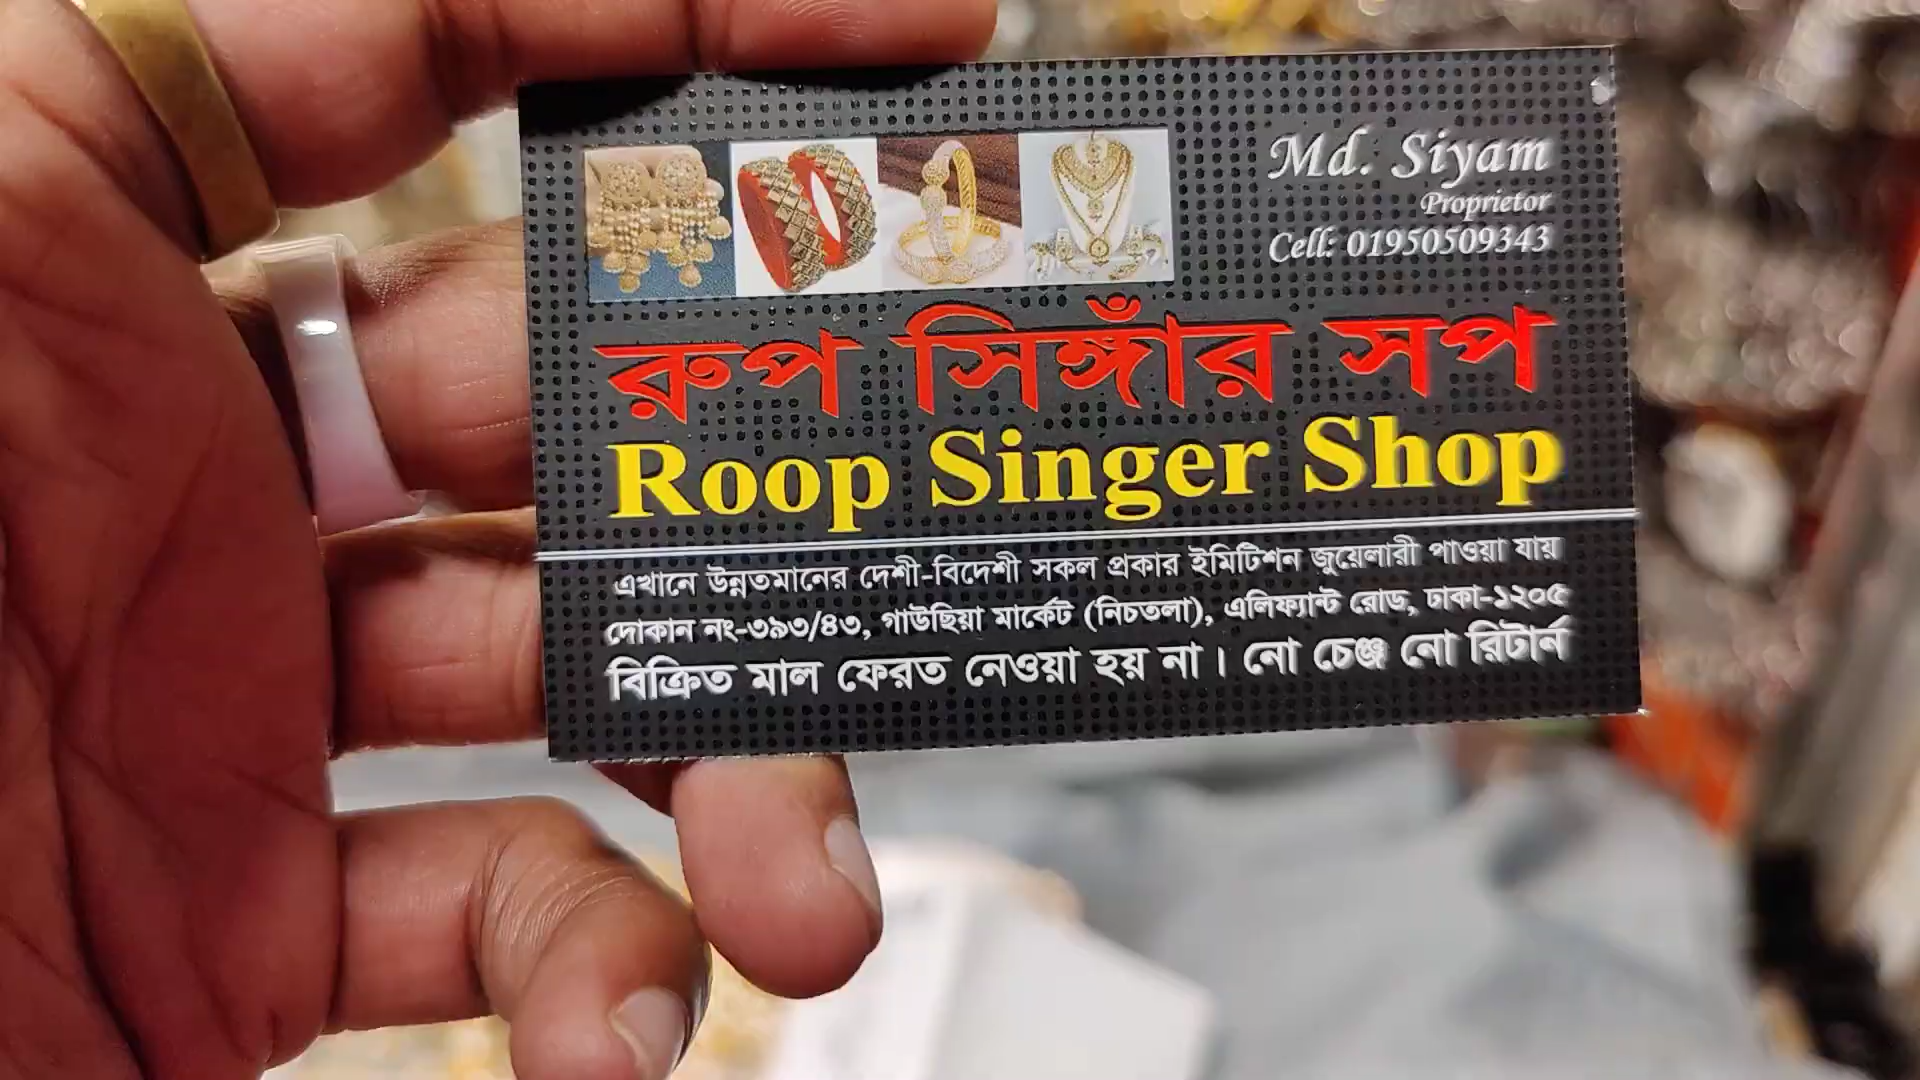 Md. Siyam
Proprietor
Cell: 01950509343
রুপ সিঙ্গাঁর সপ
Roop Singer Shop
এখানে উন্নতমানের দেশী-বিদেশী সকল প্রকার ইমিটিশন জুয়েলারী পাওয়া যায়
দোকান নং-৩৯৩/৪৩, গাউছিয়া মার্কেট (নিচতলা), এলিফ্যান্ট রোড, ঢাকা-১২০৫
বিক্রিত মাল ফেরত নেওয়া হয় না। নো চেঞ্জ নো রিটার্ন